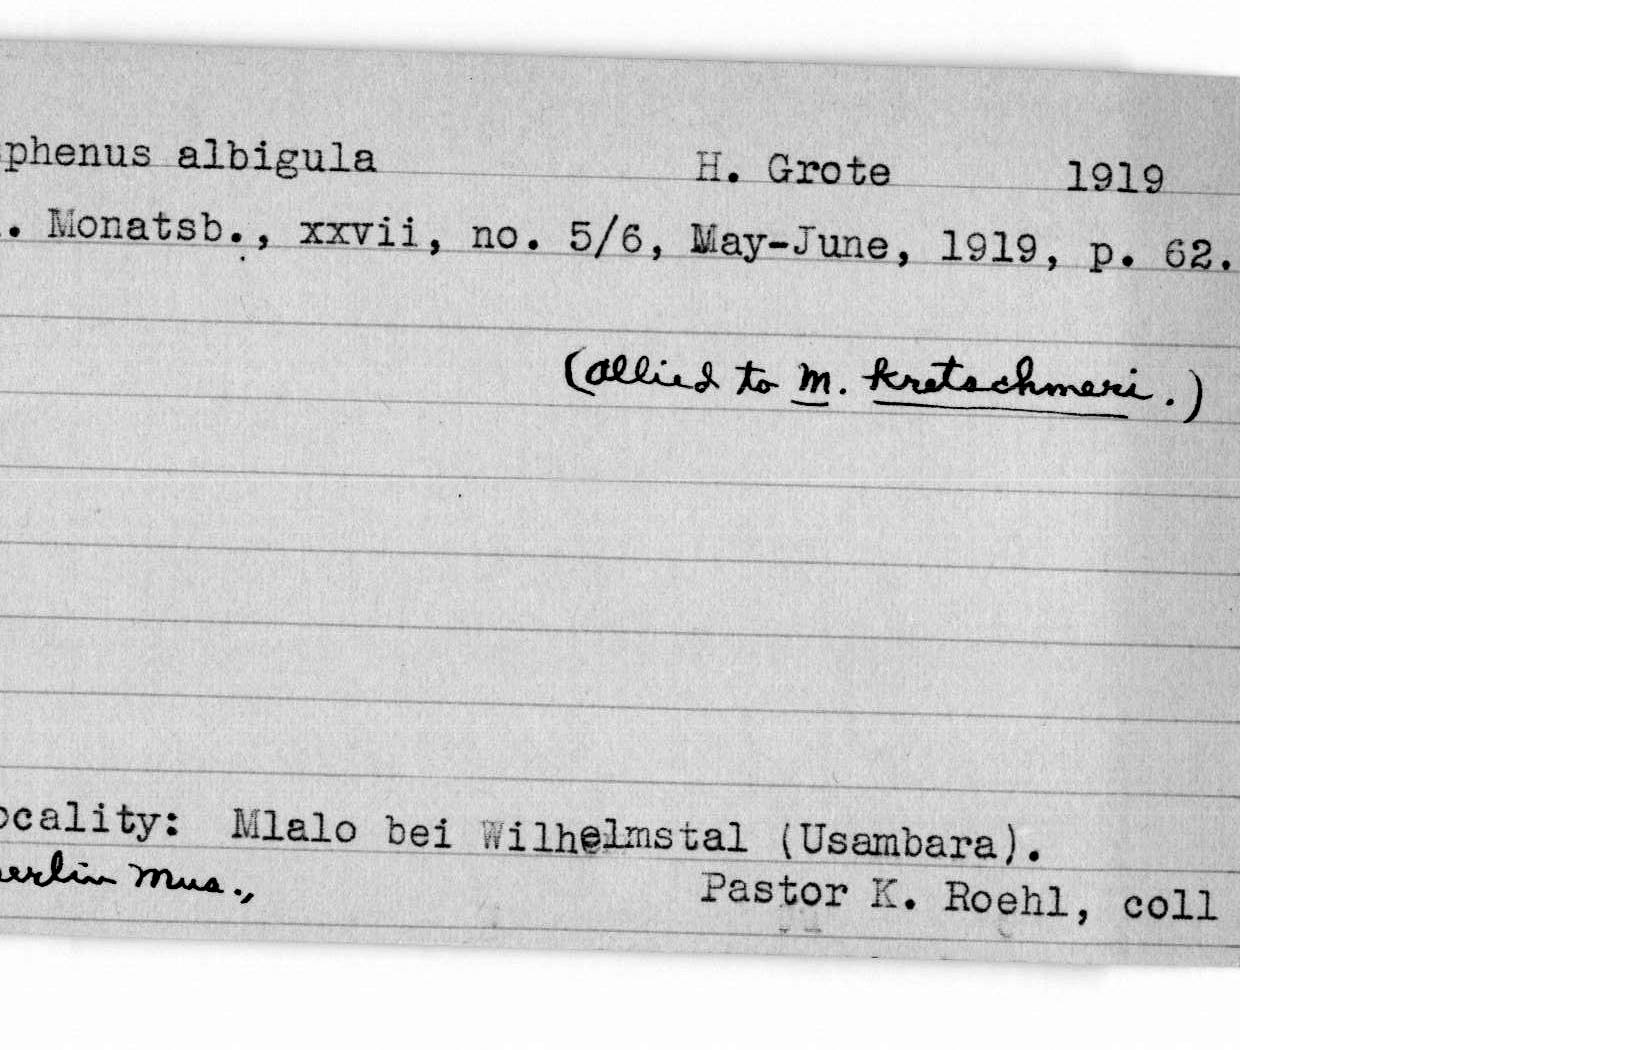 phenus albigula H. Grote 1919
. Monatsb., xxvii, no. 5/6, May-June, 1919, p. 62.
(allied to M. kretschmeri.)
ocality: Mlalo bei Wilhelmstal (Usambara).
erlin Mus., Pastor K. Roehl, coll